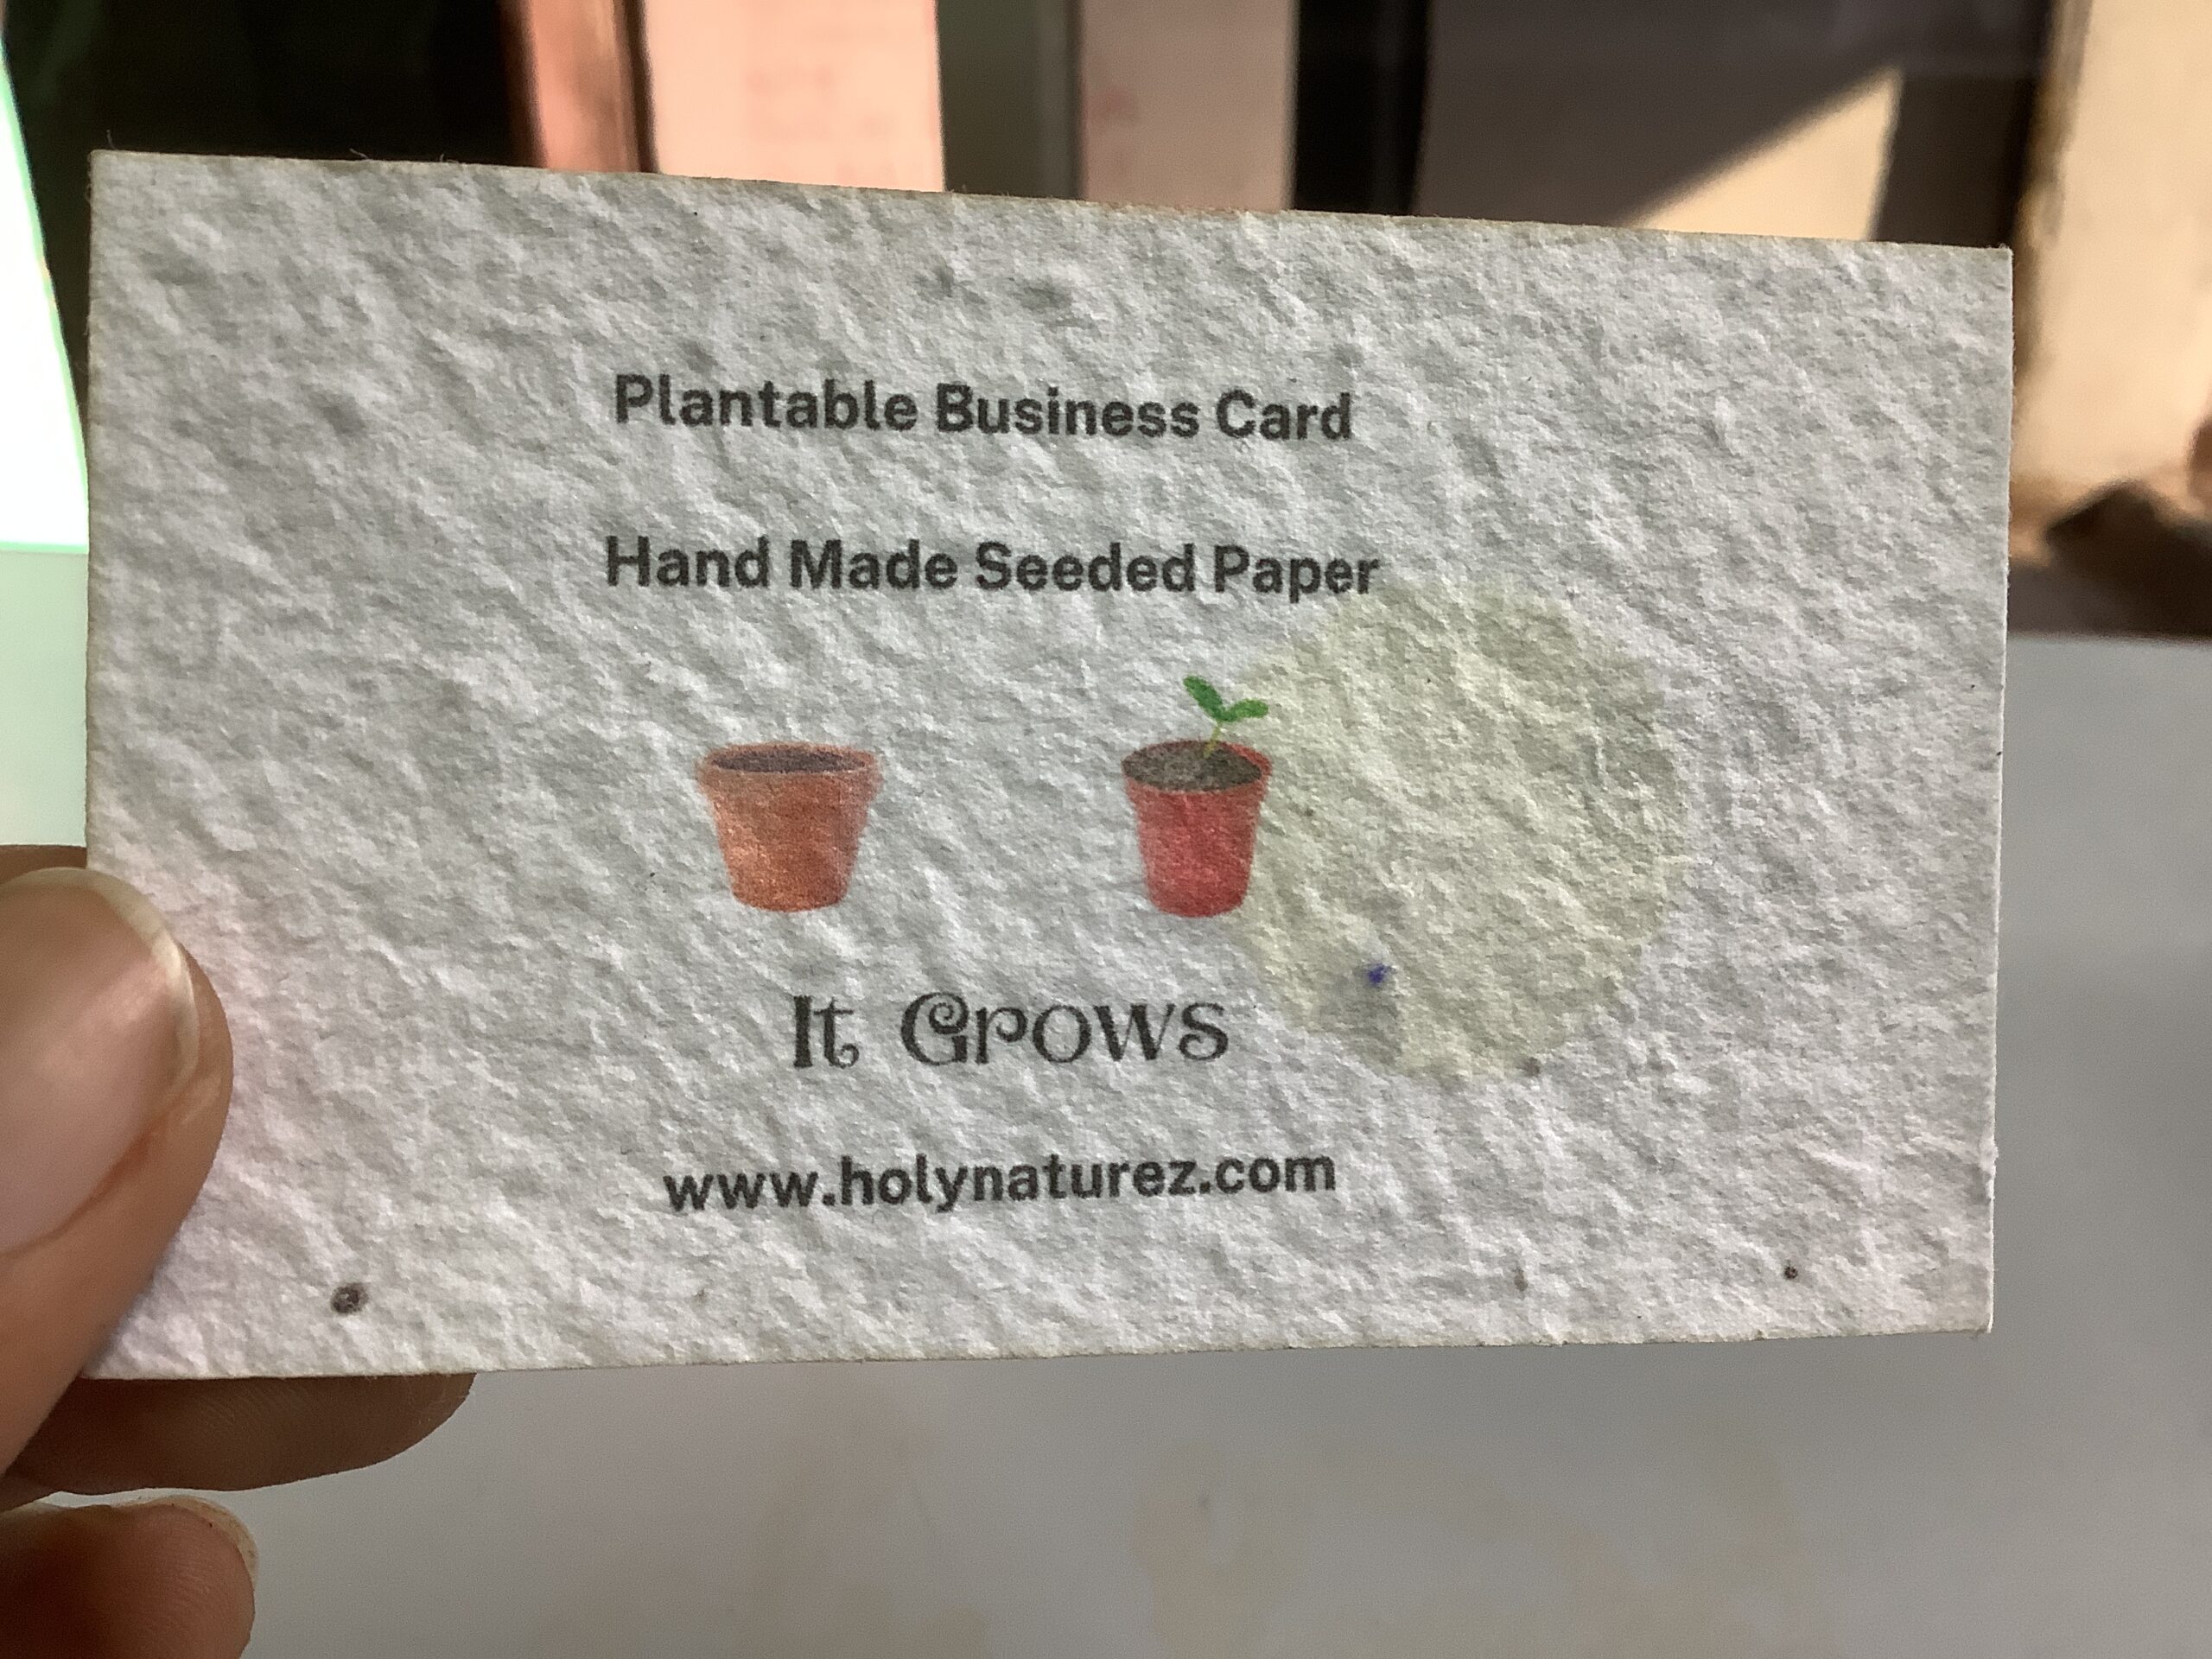 Plantable Business Card
Hand Made Seeded Paper
It Grows
www.holynaturez.com